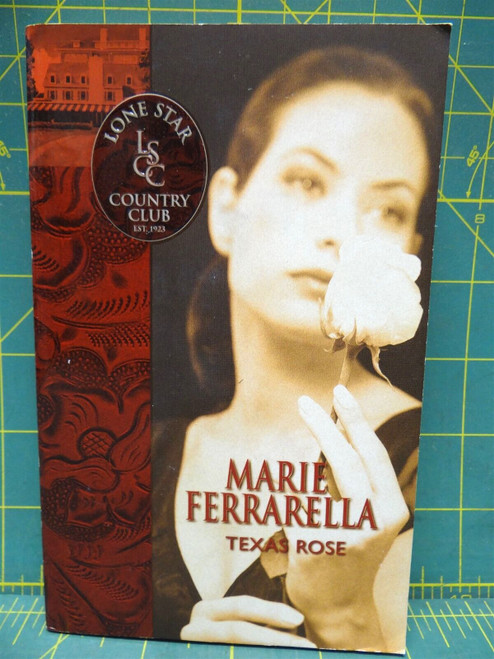 LONE STAR
LSCC
COUNTRY
CLUB
EST. 1923
MARIE
FERRARELLA
TEXAS ROSE